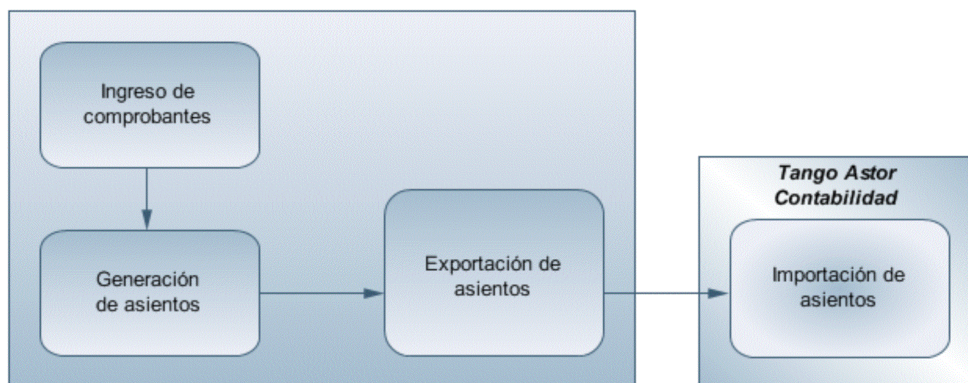 Ingreso de
comprobantes
Generación
de asientos
Exportación de
asientos
Tango Astor
Contabilidad
Importación de
asientos